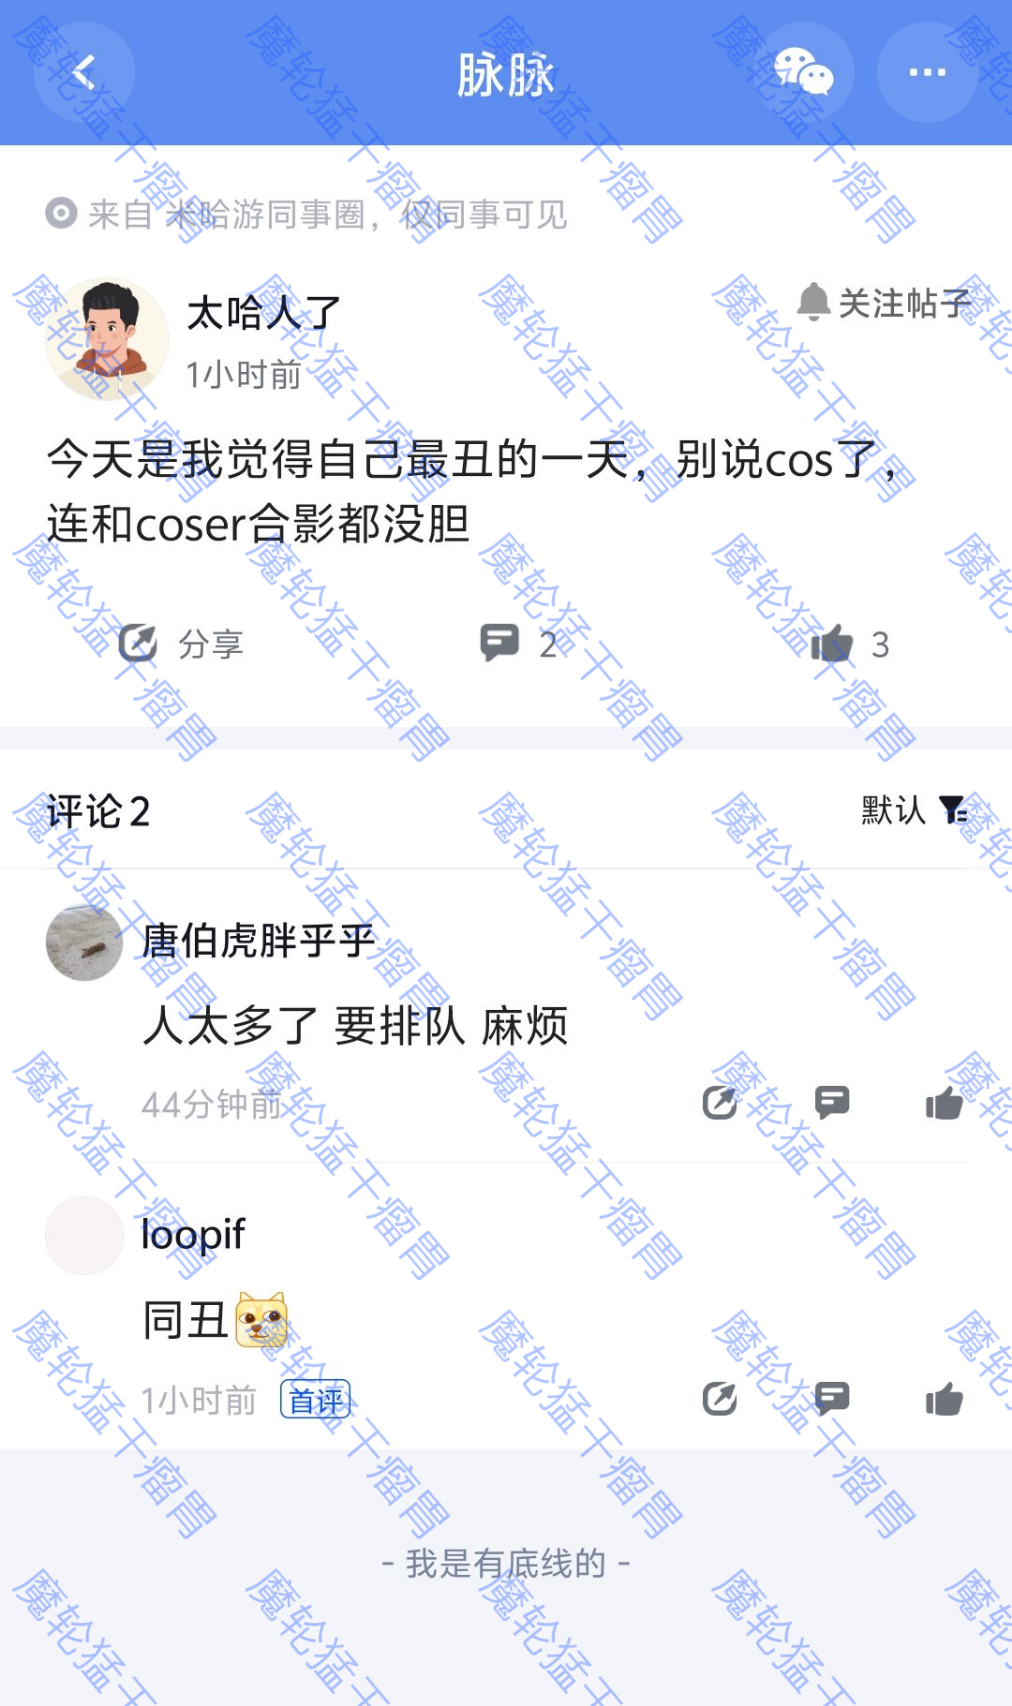 脉脉
来自 米哈游同事圈，仅同事可见
太哈人了
关注帖子
1小时前
今天是我觉得自己最丑的一天，别说cos了，
连和coser合影都没胆
分享
2
3
评论2
默认
唐伯虎胖乎乎
人太多了 要排队 麻烦
44分钟前
loopif
同丑
1小时前
首评
- 我是有底线的 -
魔轮猛干瘤胃